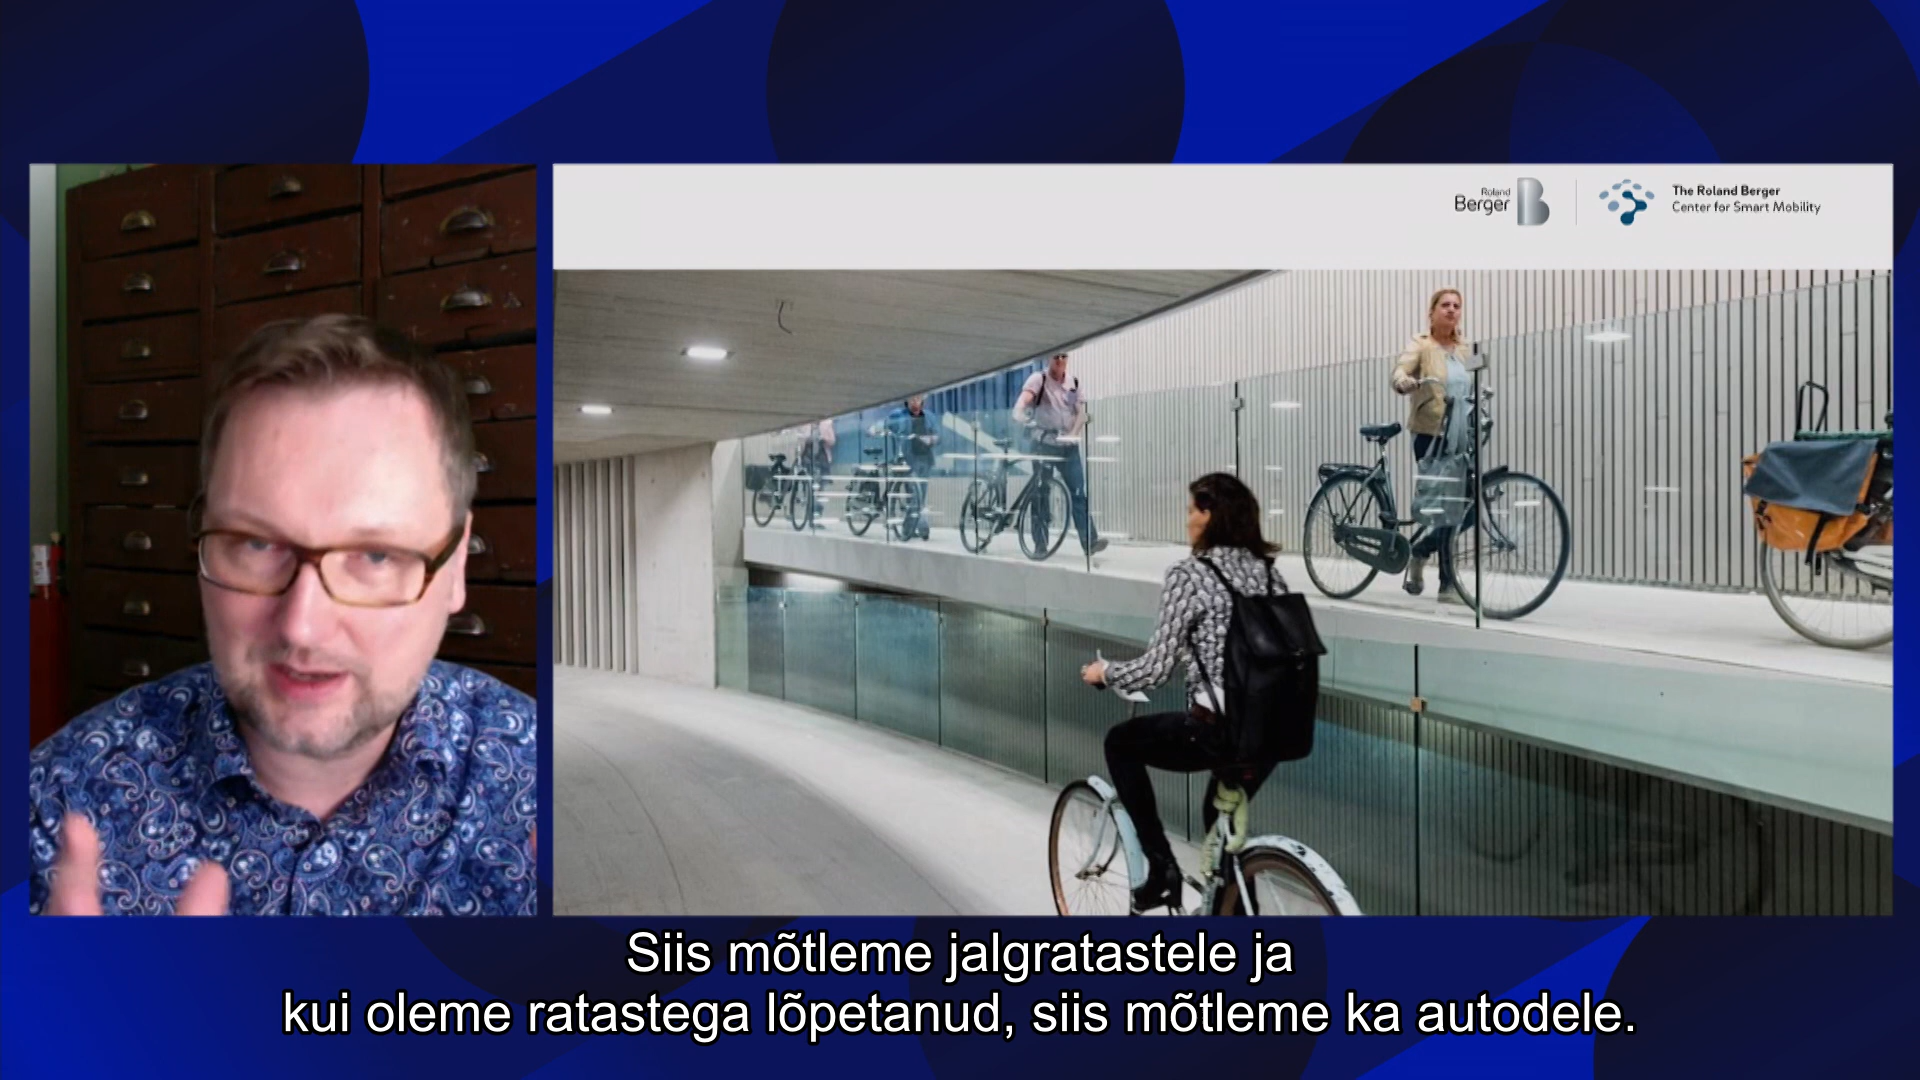 Roland
Berger
The Roland Berger
Center for Smart Mobility
Siis mõtleme jalgratastele ja
kui oleme ratastega lõpetanud, siis mõtleme ka autodele.